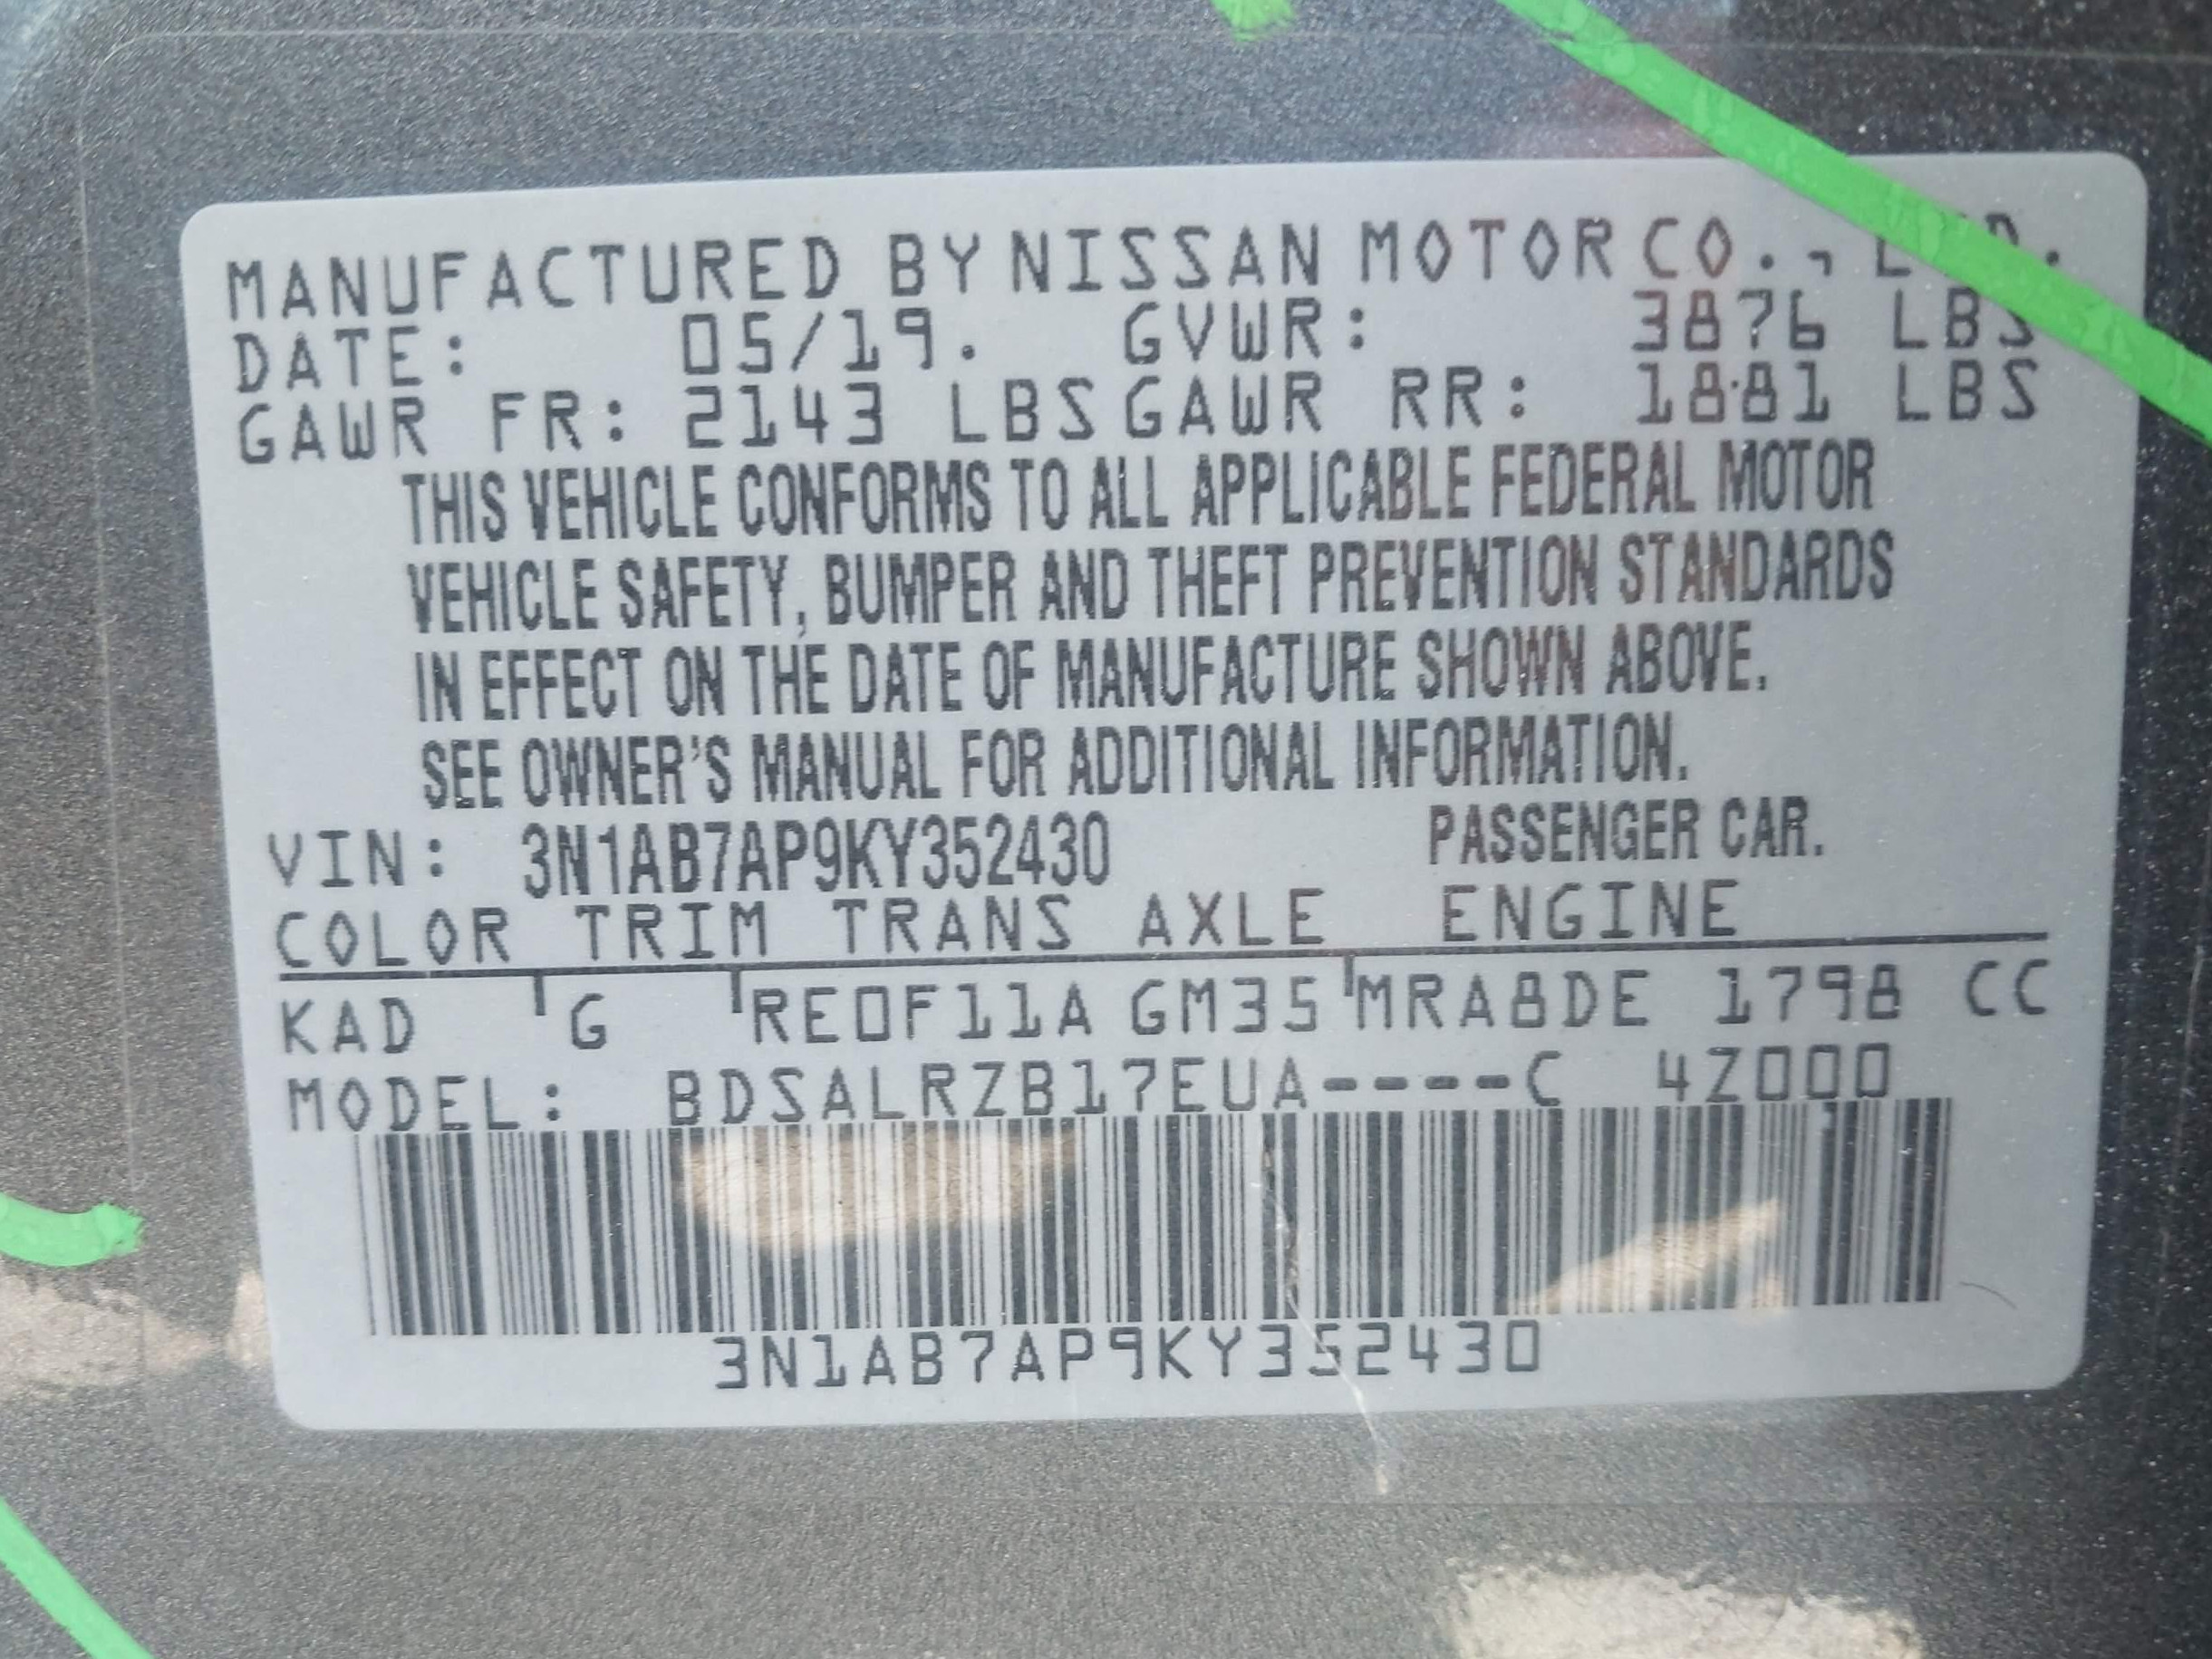 MANUFACTURED BY NISSAN MOTOR CO., LTD.
DATE: 05/19. GVWR: 3876 LBS
GAWR FR: 2143 LBS GAWR RR: 1881 LBS
THIS VEHICLE CONFORMS TO ALL APPLICABLE FEDERAL MOTOR
VEHICLE SAFETY, BUMPER AND THEFT PREVENTION STANDARDS
IN EFFECT ON THE DATE OF MANUFACTURE SHOWN ABOVE.
SEE OWNER'S MANUAL FOR ADDITIONAL INFORMATION.
VIN: 3N1AB7AP9KY352430 PASSENGER CAR.
COLOR TRIM TRANS AXLE ENGINE
KAD G RE0F11A GM35 MRA8DE 1798 CC
MODEL: BDSALRZB17EUA----C 4Z000
3N1AB7AP9KY352430